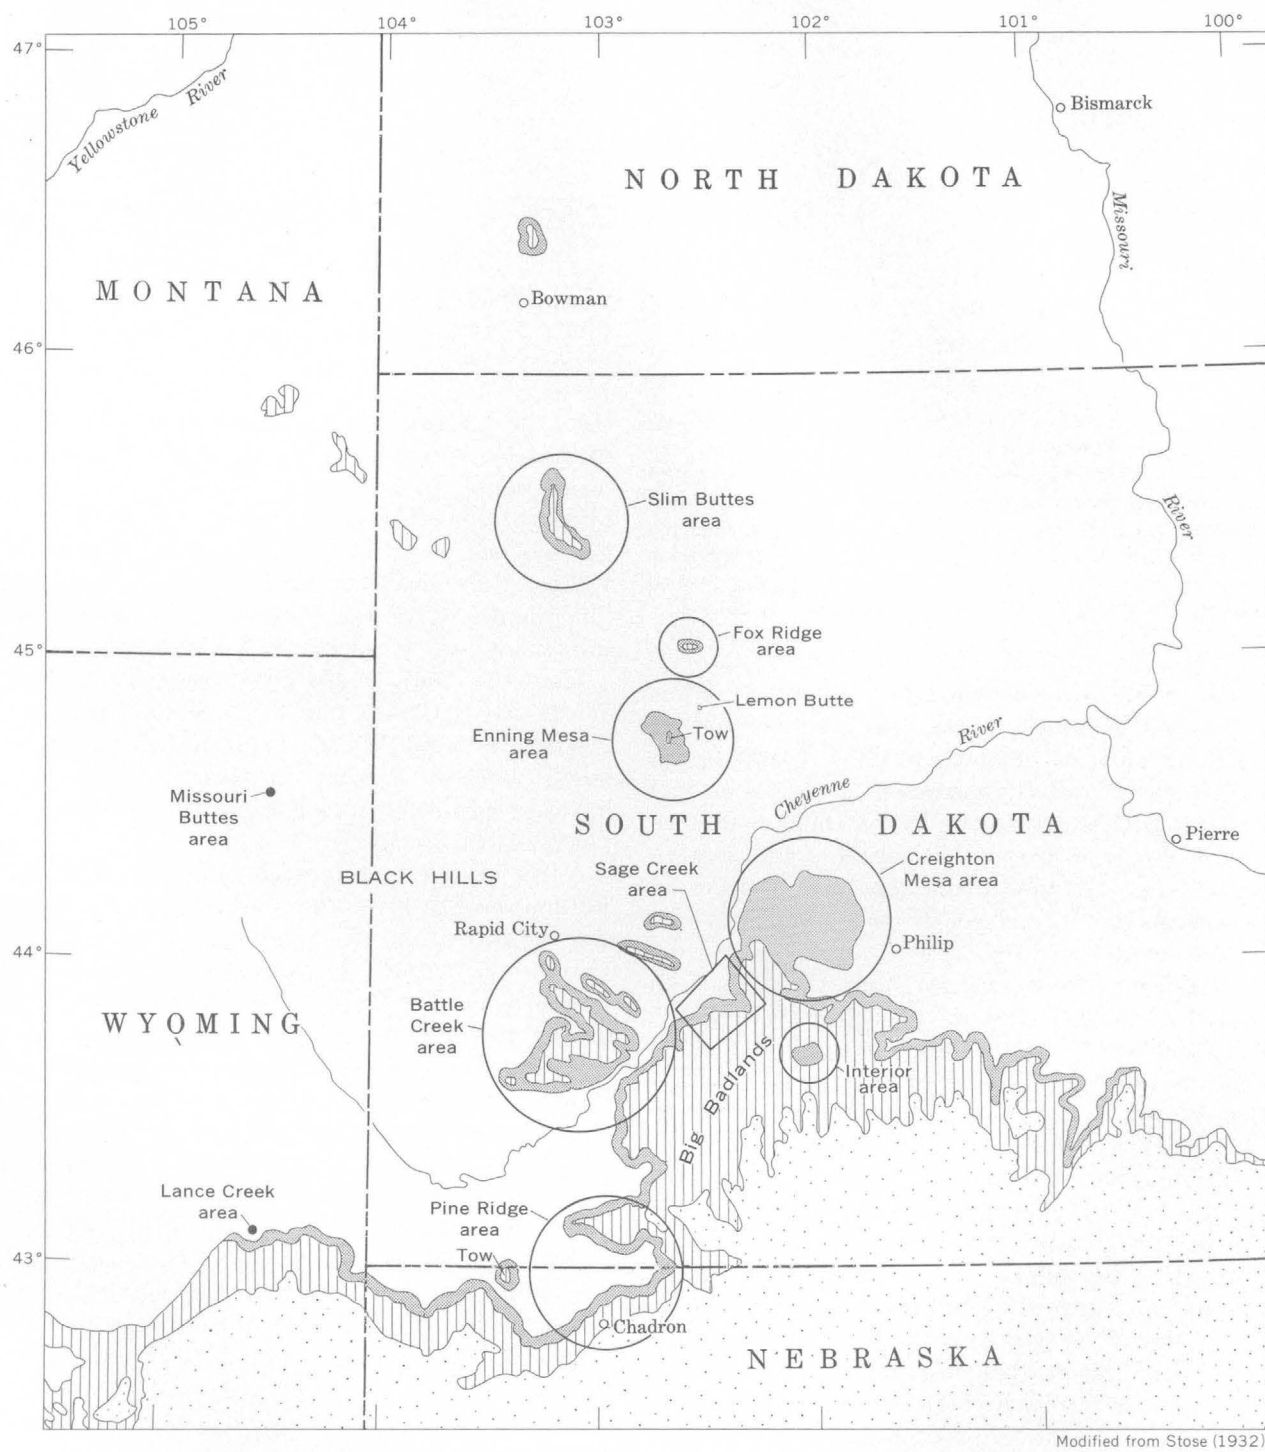 105° 104° 103° 102° 101° 100°
47°
Yellowstone River
Bismarck
NORTH DAKOTA
Missouri
MONTANA
Bowman
46°
Slim Buttes
area
River
Fox Ridge
area
45°
Lemon Butte
Enning Mesa
area
Tow
River
Cheyenne
Missouri
Buttes
area
SOUTH DAKOTA
Pierre
Sage Creek
area
Creighton
Mesa area
BLACK HILLS
Rapid City
Philip
44°
Battle
Creek
area
WYOMING
Big Badlands
Interior
area
Lance Creek
area
Pine Ridge
area
Tow
43°
Chadron
NEBRASKA
Modified from Stose (1932)